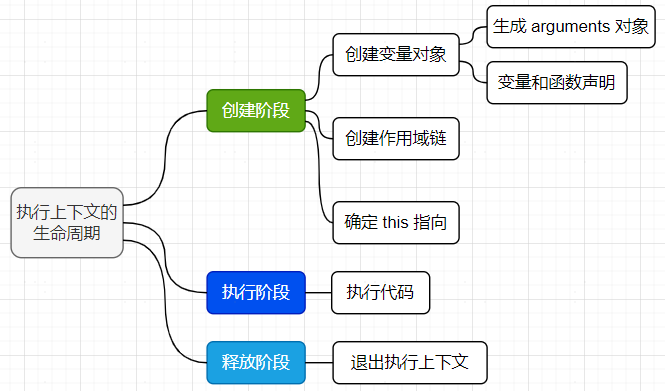 执行上下文的
生命周期
创建阶段
创建变量对象
生成 arguments 对象
变量和函数声明
创建作用域链
确定 this 指向
执行阶段
执行代码
释放阶段
退出执行上下文